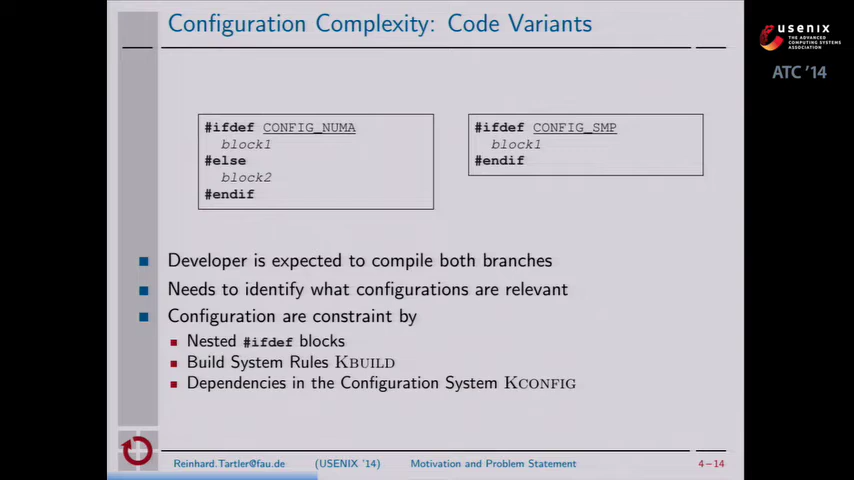 Configuration Complexity: Code Variants
usenix
THE ADVANCED
COMPUTING SYSTEMS
ASSOCIATION
ATC '14
#ifdef CONFIG_NUMA
block1
#else
block2
#endif
#ifdef CONFIG_SMP
block1
#endif
Developer is expected to compile both branches
Needs to identify what configurations are relevant
Configuration are constraint by
Nested #ifdef blocks
Build System Rules KBUILD
Dependencies in the Configuration System KCONFIG
Reinhard.Tartler@fau.de (USENIX '14) Motivation and Problem Statement 4–14